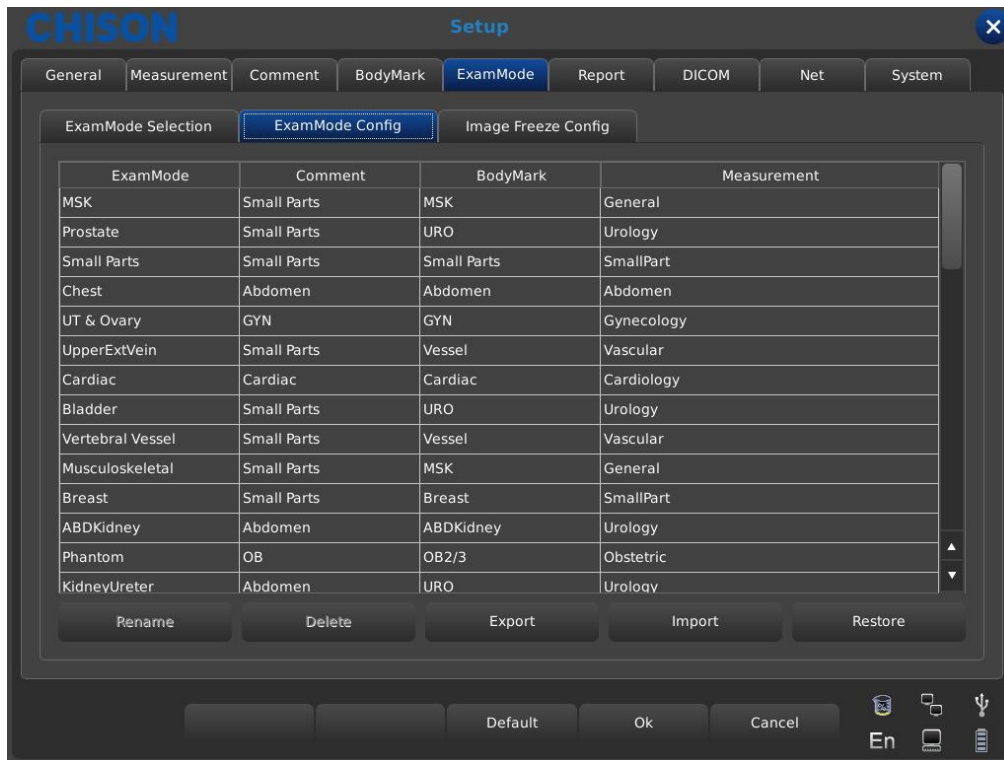 CHISON
Setup
General Measurement Comment BodyMark ExamMode Report DICOM Net System
ExamMode Selection ExamMode Config Image Freeze Config
ExamMode Comment BodyMark Measurement
MSK Small Parts MSK General
Prostate Small Parts URO Urology
Small Parts Small Parts Small Parts SmallPart
Chest Abdomen Abdomen Abdomen
UT & Ovary GYN GYN Gynecology
UpperExtVein Small Parts Vessel Vascular
Cardiac Cardiac Cardiac Cardiology
Bladder Small Parts URO Urology
Vertebral Vessel Small Parts Vessel Vascular
Musculoskeletal Small Parts MSK General
Breast Small Parts Breast SmallPart
ABDKidney Abdomen ABDKidney Urology
Phantom OB OB2/3 Obstetric
KidneyUreter Abdomen URO Urology
Rename Delete Export Import Restore
Default Ok Cancel
En